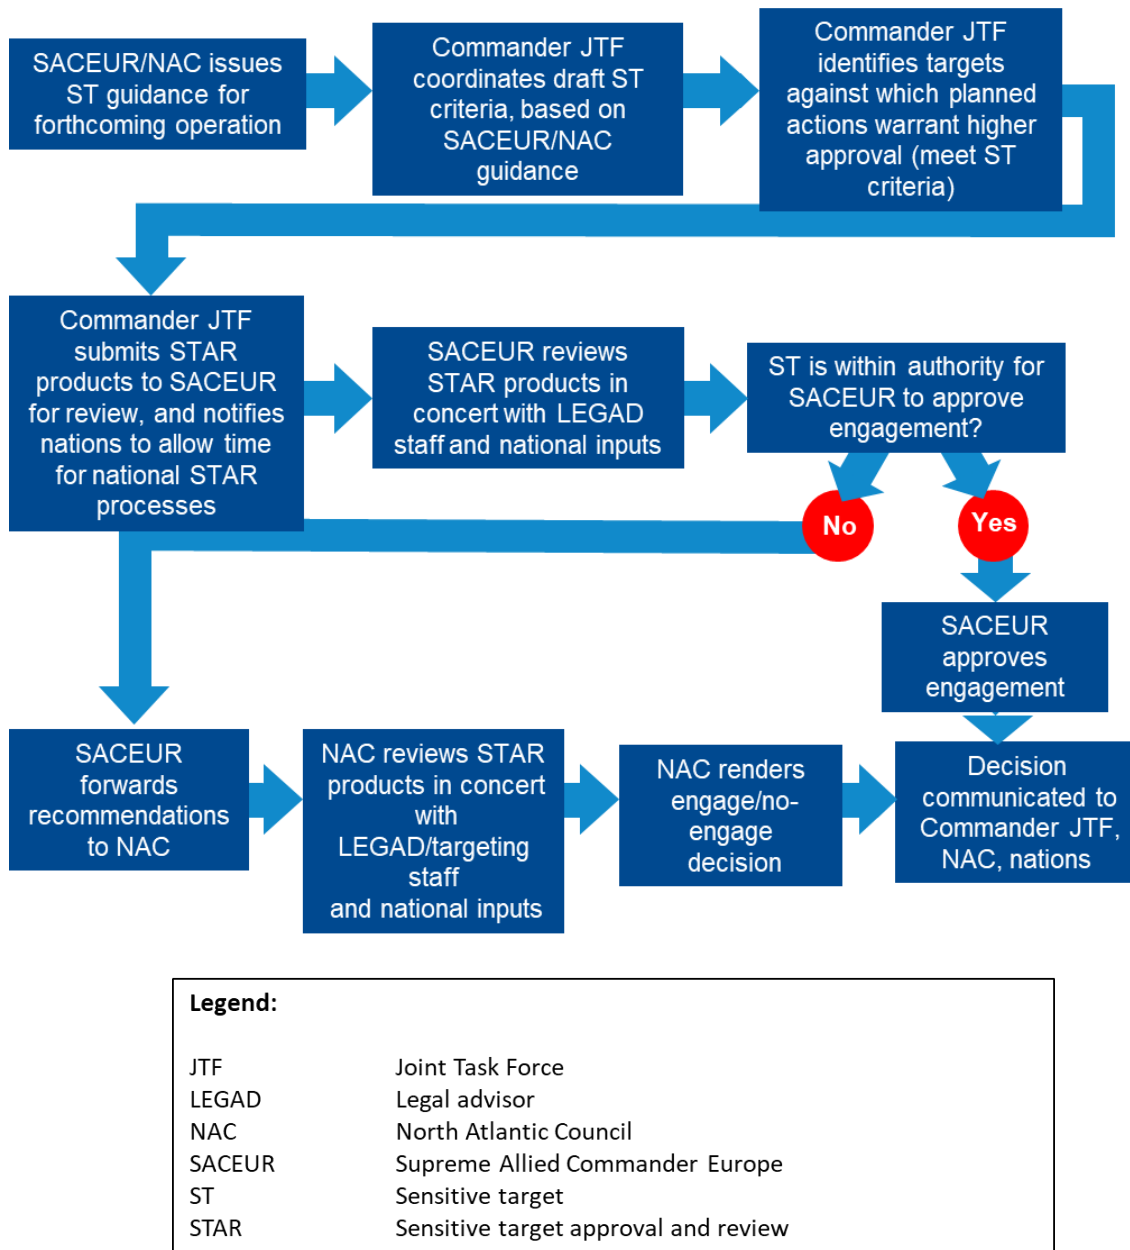 SACEUR/NAC issues
ST guidance for
forthcoming operation
Commander JTF
coordinates draft ST
criteria, based on
SACEUR/NAC
guidance
Commander JTF
identifies targets
against which planned
actions warrant higher
approval (meet ST
criteria)
Commander JTF
submits STAR
products to SACEUR
for review, and notifies
nations to allow time
for national STAR
processes
SACEUR reviews
STAR products in
concert with LEGAD
staff and national inputs
ST is within authority for
SACEUR to approve
engagement?
No
Yes
SACEUR
approves
engagement
SACEUR
forwards
recommendations
to NAC
NAC reviews STAR
products in concert
with
LEGAD/targeting
staff
and national inputs
NAC renders
engage/no-
engage
decision
Decision
communicated to
Commander JTF,
NAC, nations
Legend:
JTF Joint Task Force
LEGAD Legal advisor
NAC North Atlantic Council
SACEUR Supreme Allied Commander Europe
ST Sensitive target
STAR Sensitive target approval and review